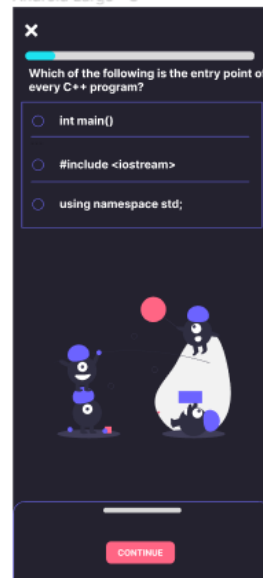 Which of the following is the entry point of
every C++ program?
int main()
#include <iostream>
using namespace std;
CONTINUE